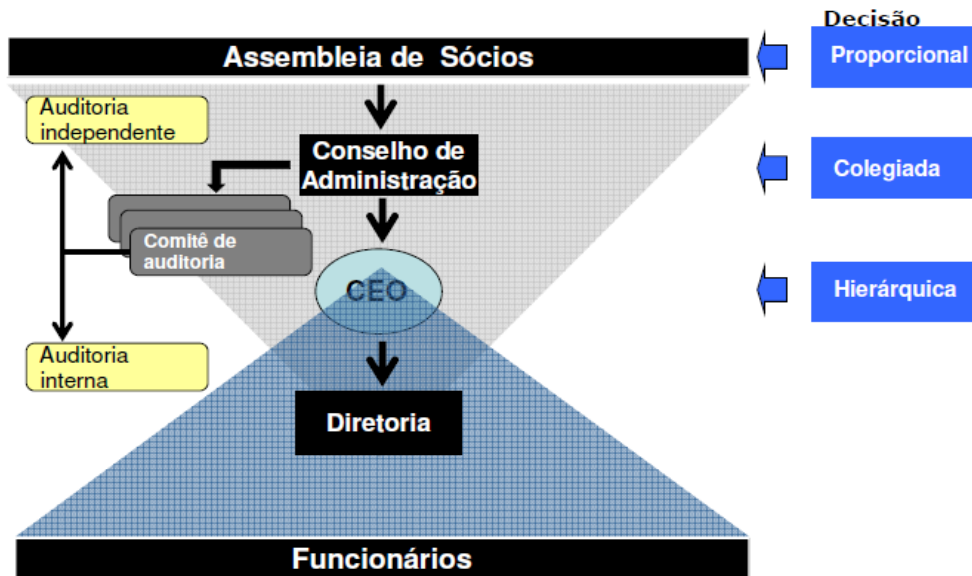 Decisão
Assembleia de Sócios
Proporcional
Auditoria
independente
Conselho de
Administração
Colegiada
Comitê de
auditoria
CEO
Hierárquica
Auditoria
interna
Diretoria
Funcionários